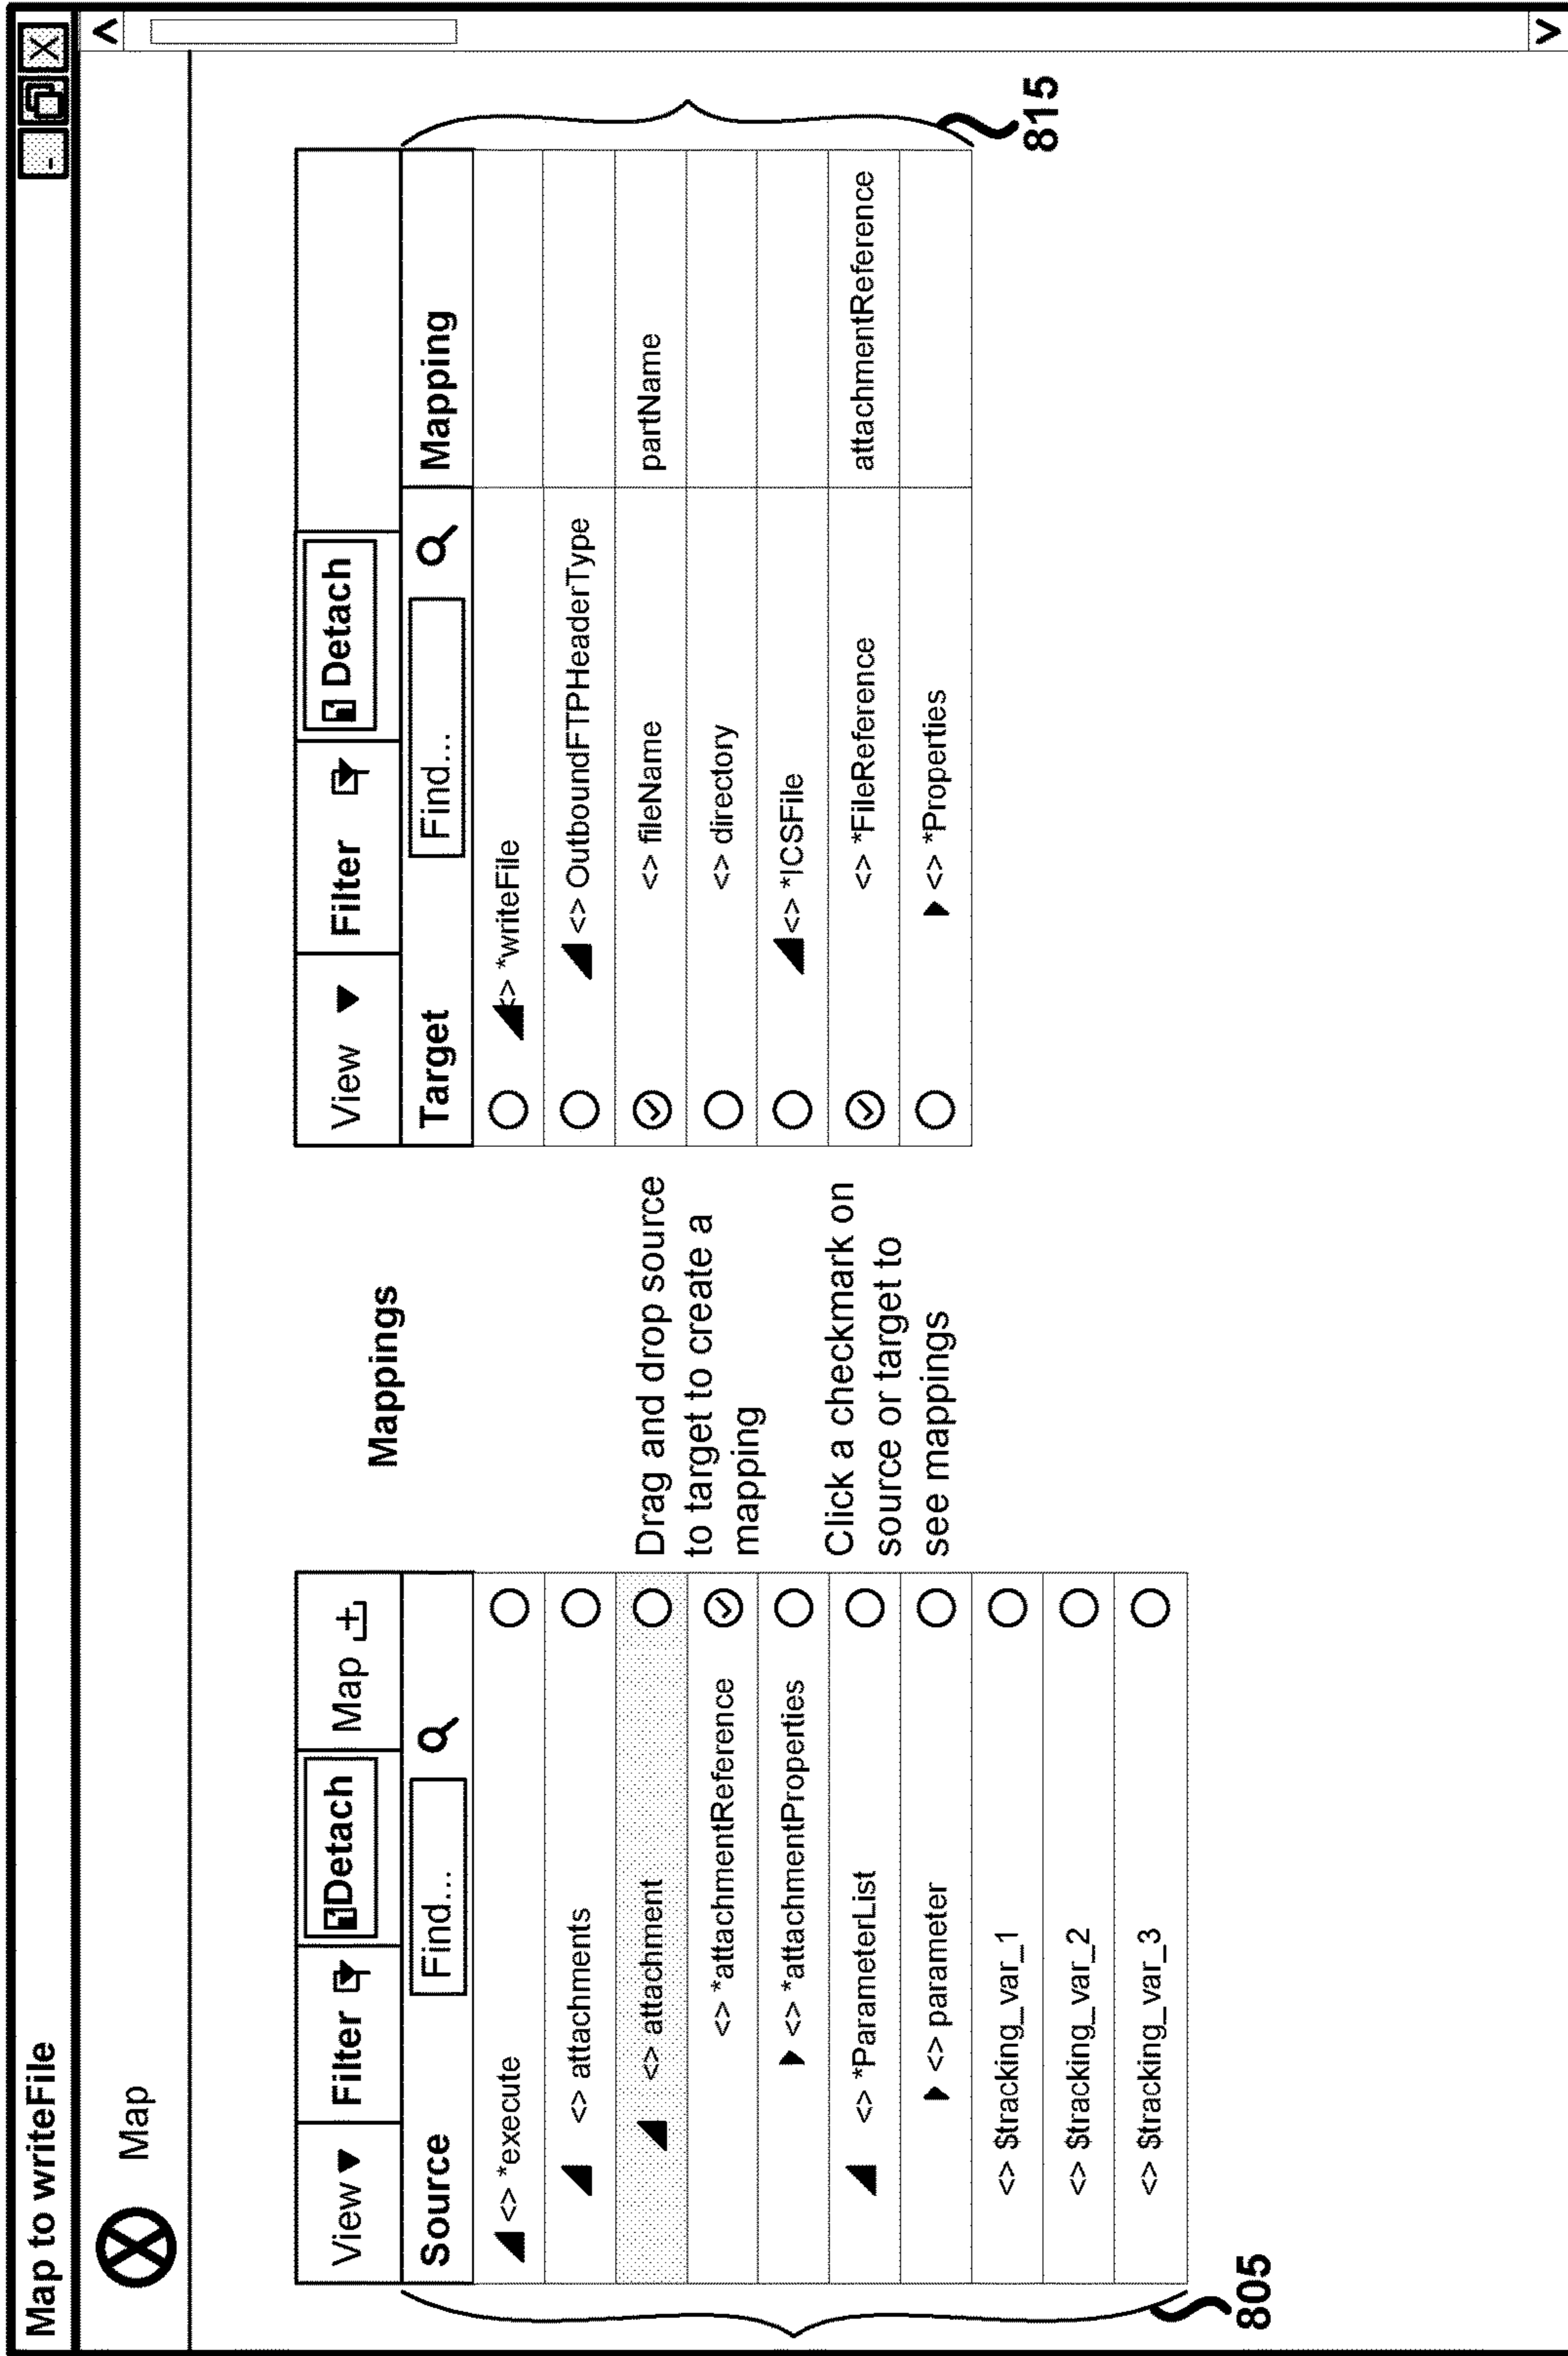 Map to writeFile
- X
Map
View Filter Detach Map
Source Find...
<> *execute
<> attachments
<> attachment
<> *attachmentReference
<> *attachmentProperties
<> *ParameterList
<> parameter
<> $tracking_var_1
<> $tracking_var_2
<> $tracking_var_3
805
Mappings
Drag and drop source
to target to create a
mapping
Click a checkmark on
source or target to
see mappings
View Filter Detach
Target Find... Mapping
<> *writeFile
<> OutboundFTPHeaderType
<> fileName partName
<> directory
<> *ICSFile
<> *FileReference attachmentReference
<> *Properties
815